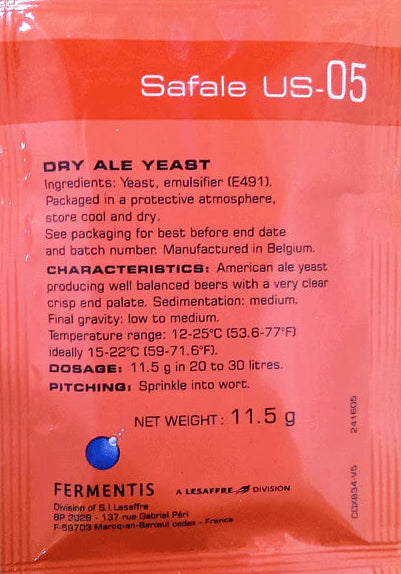 Safale US-05
DRY ALE YEAST
Ingredients: Yeast, emulsifier (E491).
Packaged in a protective atmosphere,
store cool and dry.
See packaging for best before end date
and batch number. Manufactured in Belgium.
CHARACTERISTICS: American ale yeast
producing well balanced beers with a very clear
crisp end palate. Sedimentation: medium.
Final gravity: low to medium.
Temperature range: 12-25°C (53.6-77°F)
ideally 15-22°C (59-71.6°F).
DOSAGE: 11.5 g in 20 to 30 litres.
PITCHING: Sprinkle into wort.
NET WEIGHT: 11.5 g
FERMENTIS
A LESAFFRE DIVISION
Division of S.I.Lesaffre
BP 3029 - 137 rue Gabriel Péri
F-59703 Marcq-en-Barœul cedex - France
CQX834-V5 241605